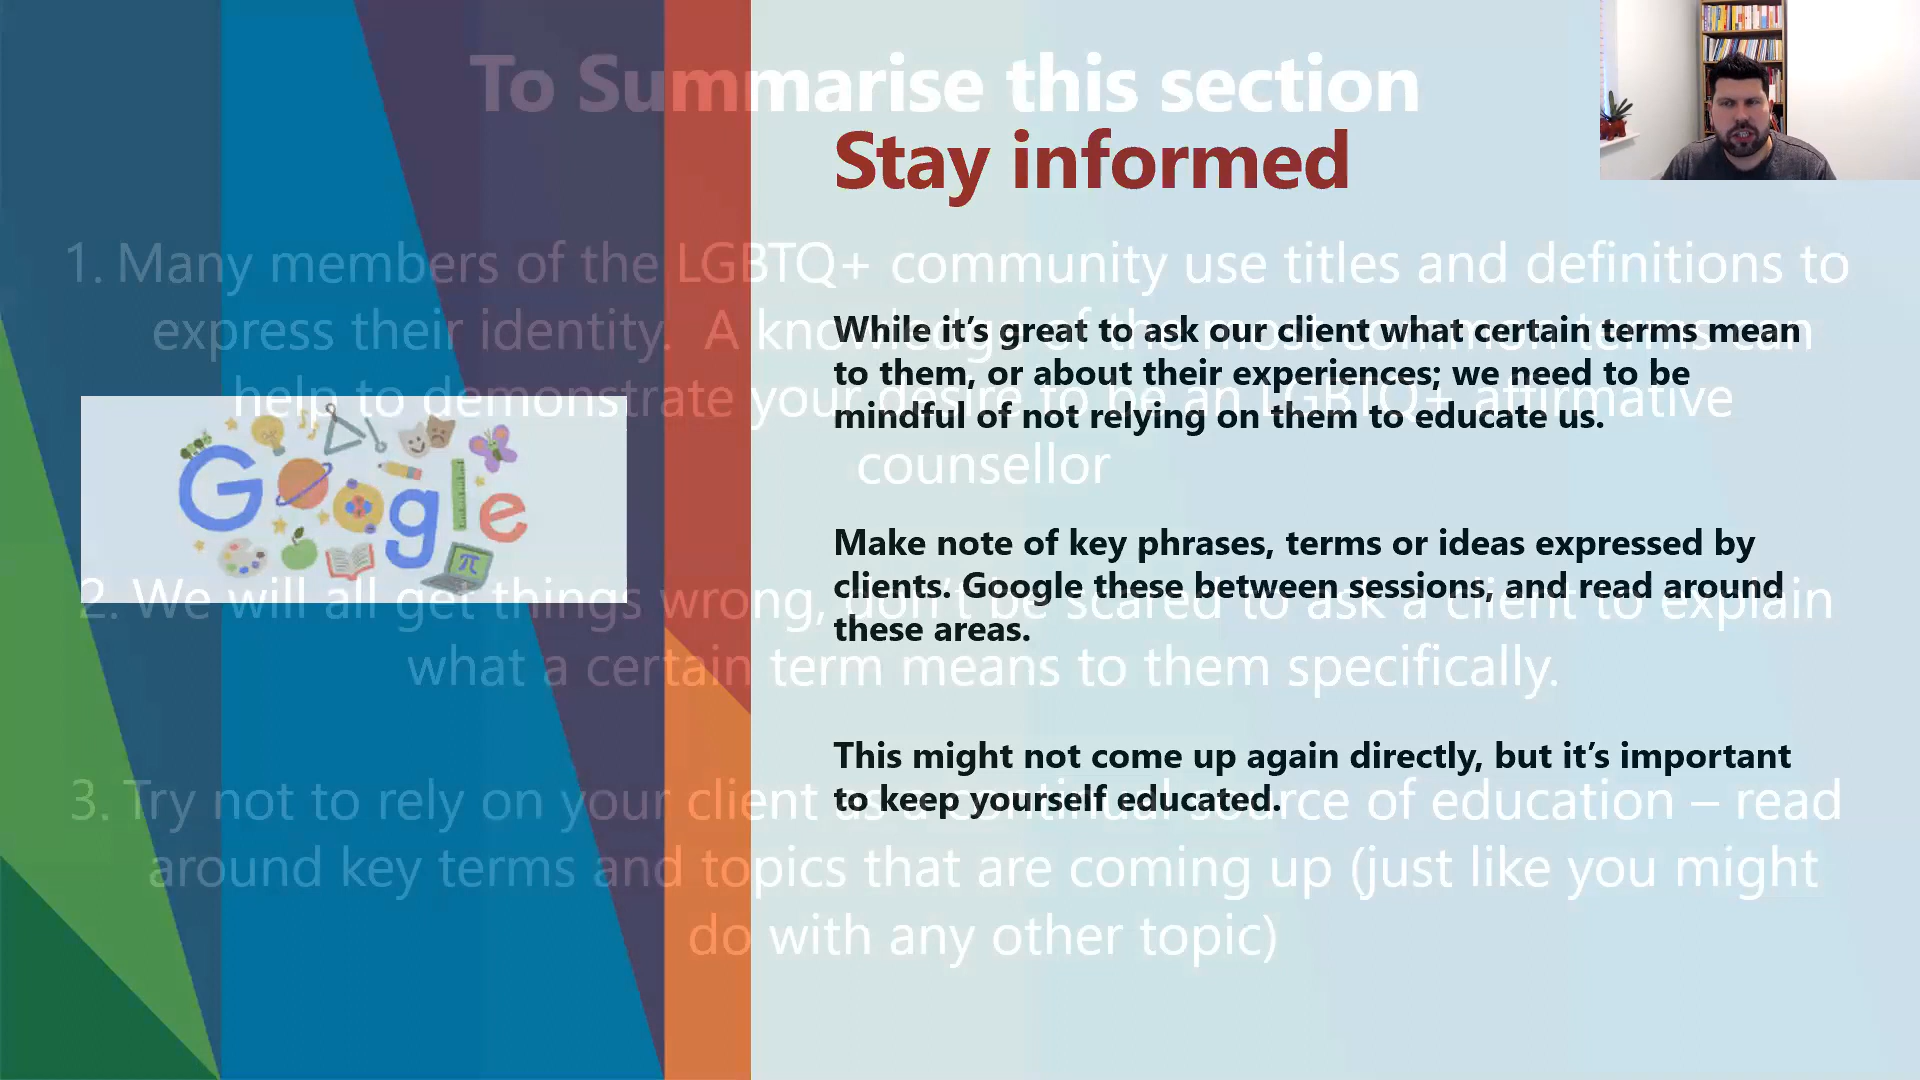 To Summarise this section
Stay informed
1. Many members of the LGBTQ+ community use titles and definitions to
express their identity.  A knowledge of the most common terms
help to demonstrate your desire to be an LGBTQ+ affirmative
counsellor
2. We will all get things wrong, don't be scared to ask a client to explain
what a certain term means to them specifically.
3. Try not to rely on your client as a continual source of education – read
around key terms and topics that are coming up (just like you might
do with any other topic)
While it’s great to ask our client what certain terms mean
to them, or about their experiences; we need to be
mindful of not relying on them to educate us.
Make note of key phrases, terms or ideas expressed by
clients. Google these between sessions, and read around
these areas.
This might not come up again directly, but it’s important
to keep yourself educated.
Google
π